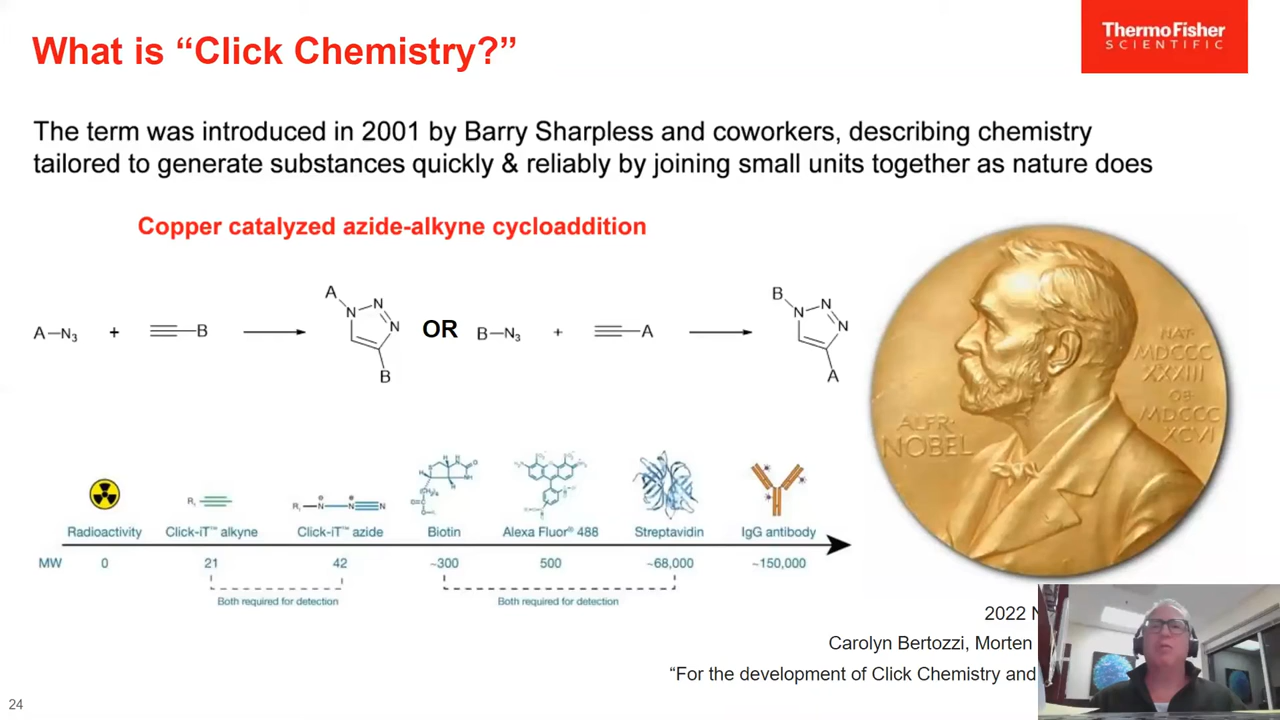 What is “Click Chemistry?”
ThermoFisher
SCIENTIFIC
The term was introduced in 2001 by Barry Sharpless and coworkers, describing chemistry
tailored to generate substances quickly & reliably by joining small units together as nature does
Copper catalyzed azide-alkyne cycloaddition
A—N3 + B A N N N B OR B—N3 + A B N N N A
ALFR·
NOBEL
NAT·
MDCCC
XXXIII
OB·
MDCCC
XCVI
Radioactivity Click-iT™ alkyne Click-iT™ azide Biotin Alexa Fluor® 488 Streptavidin IgG antibody
MW 0 21 42 ~300 500 ~68,000 ~150,000
Both required for detection Both required for detection
2022
Carolyn Bertozzi, Morten
“For the development of Click Chemistry and
24